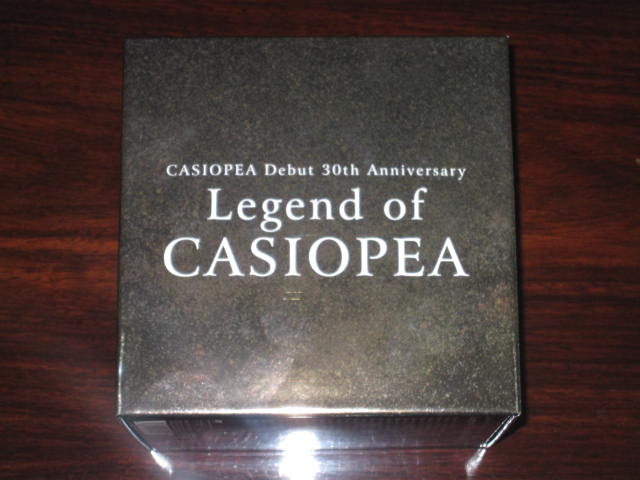 CASIOPEA Debut 30th Anniversary
Legend of
CASIOPEA